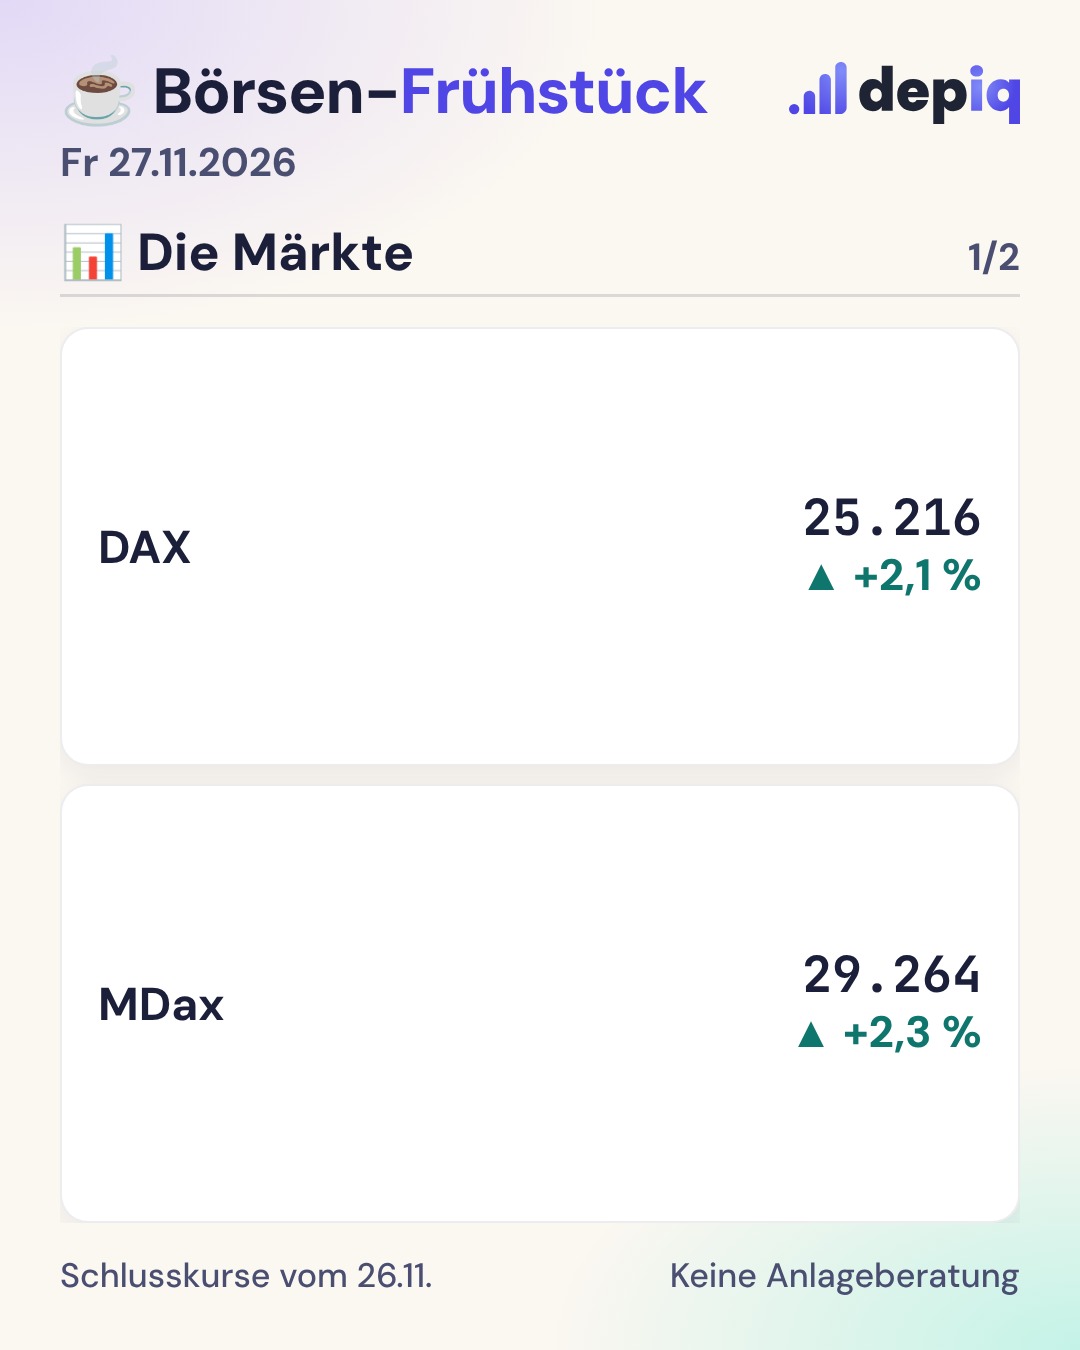 Börsen-Frühstück
depiq
Fr 27.11.2026
Die Märkte
1/2
DAX
25.216
▲ +2,1 %
MDax
29.264
▲ +2,3 %
Schlusskurse vom 26.11.
Keine Anlageberatung